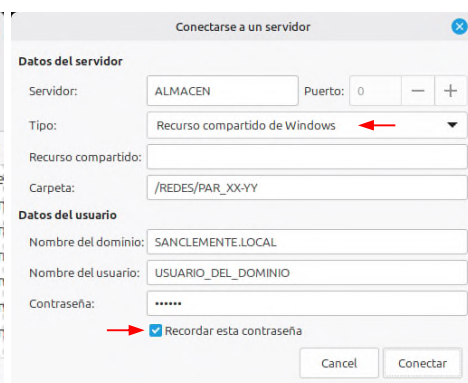 Conectarse a un servidor
Datos del servidor
Servidor: ALMACEN Puerto: 0
Tipo: Recurso compartido de Windows
Recurso compartido:
Carpeta: /REDES/PAR_XX-YY
Datos del usuario
Nombre del dominio: SANCLEMENTE.LOCAL
Nombre del usuario: USUARIO_DEL_DOMINIO
Contraseña: ••••••
Recordar esta contraseña
Cancel Conectar